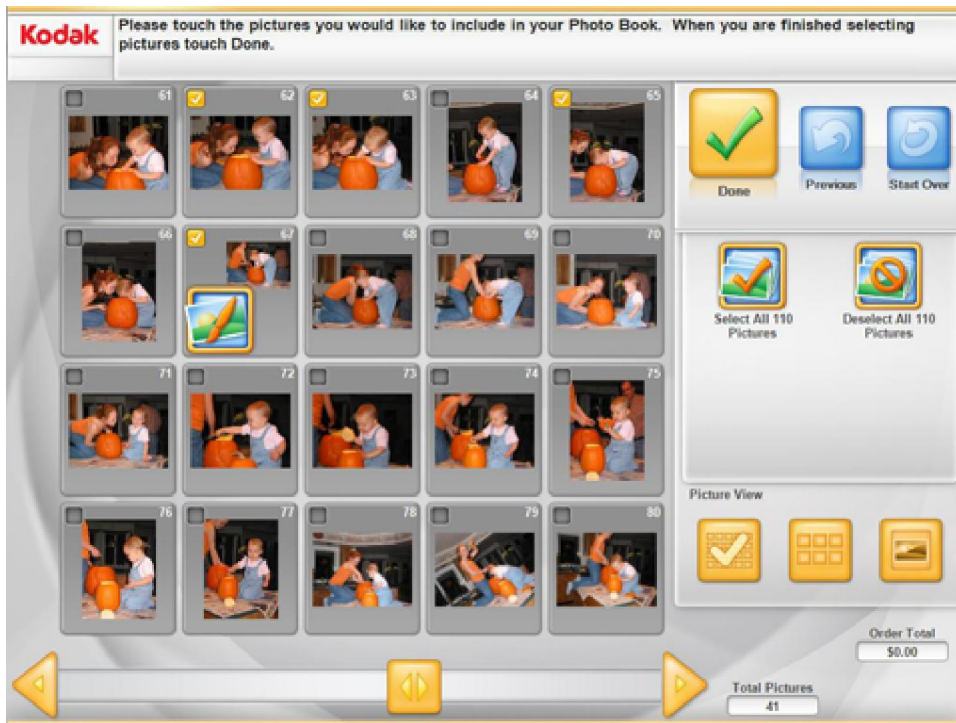 Kodak
Please touch the pictures you would like to include in your Photo Book. When you are finished selecting
pictures touch Done.
61
62
63
64
65
Done
Previous
Start Over
66
67
68
69
70
Select All 110
Pictures
Deselect All 110
Pictures
71
72
73
74
75
Picture View
76
77
78
79
80
Order Total
$0.00
Total Pictures
41